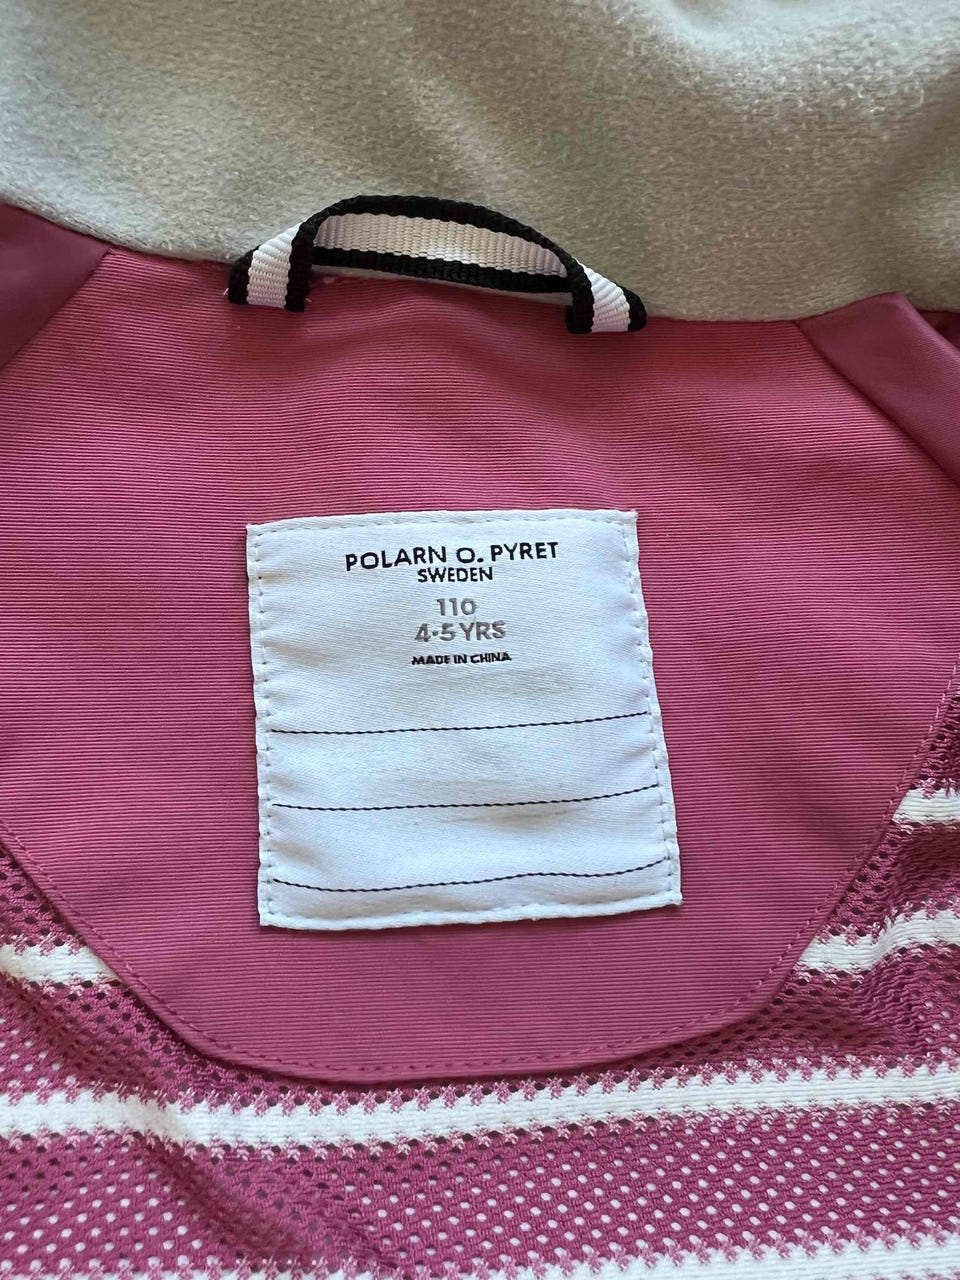 POLARN O. PYRET
SWEDEN
110
4-5 YRS
MADE IN CHINA